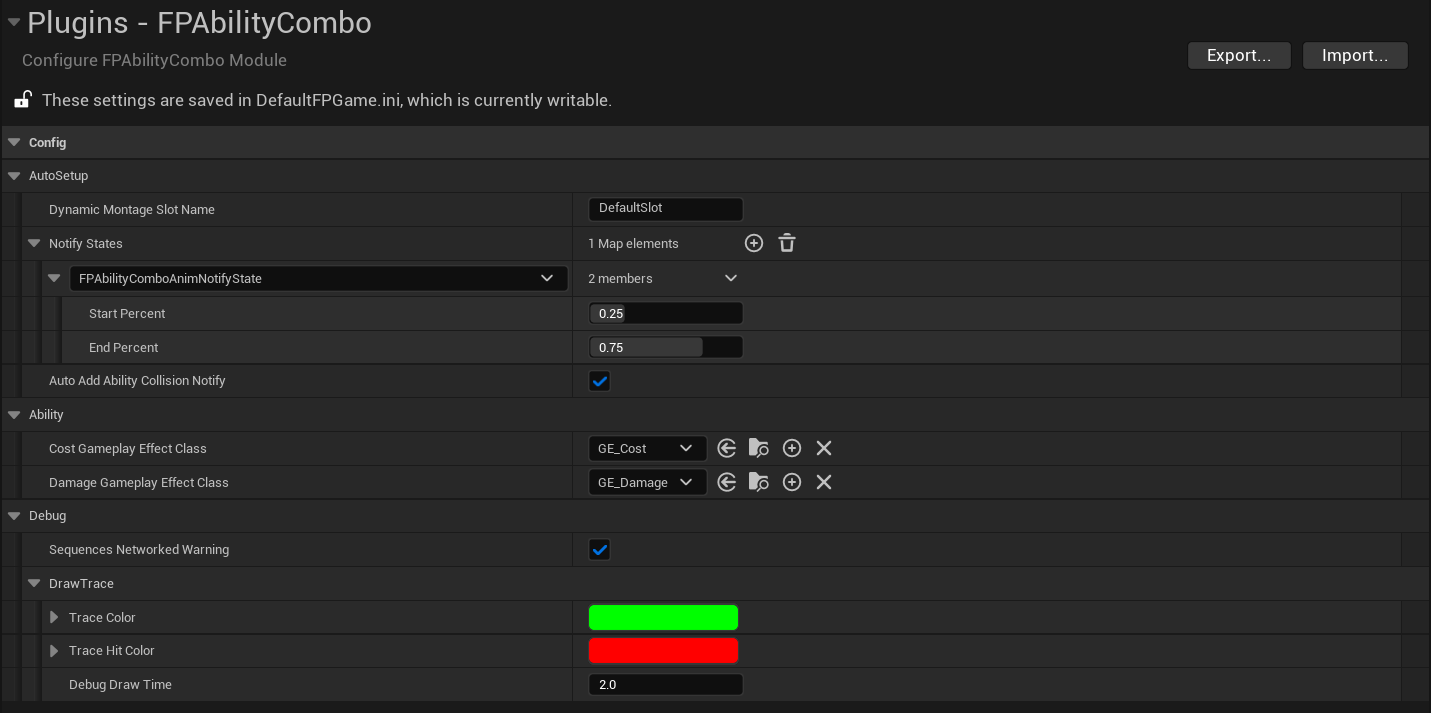 Plugins - FPAbilityCombo
Configure FPAbilityCombo Module
Export...
Import...
These settings are saved in DefaultFPGame.ini, which is currently writable.
Config
AutoSetup
Dynamic Montage Slot Name DefaultSlot
Notify States 1 Map elements
FPAbilityComboAnimNotifyState 2 members
Start Percent 0.25
End Percent 0.75
Auto Add Ability Collision Notify
Ability
Cost Gameplay Effect Class GE_Cost
Damage Gameplay Effect Class GE_Damage
Debug
Sequences Networked Warning
DrawTrace
Trace Color
Trace Hit Color
Debug Draw Time 2.0